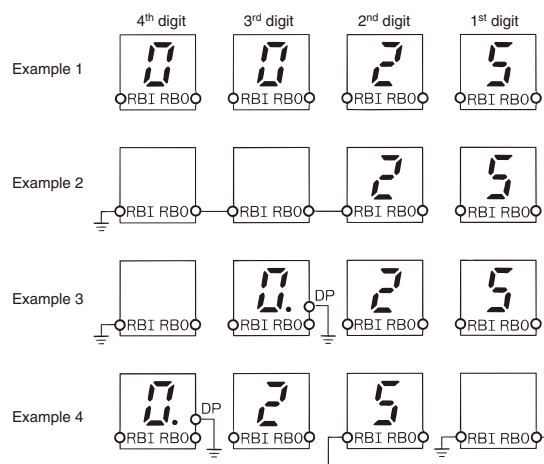 4th digit 3rd digit 2nd digit 1st digit
Example 1
0 0 2 5
RBI RBO RBI RBO RBI RBO RBI RBO
Example 2
2 5
RBI RBO RBI RBO RBI RBO RBI RBO
Example 3
0. 2 5
DP
RBI RBO RBI RBO RBI RBO RBI RBO
Example 4
0. 2 5
DP
RBI RBO RBI RBO RBI RBO RBI RBO